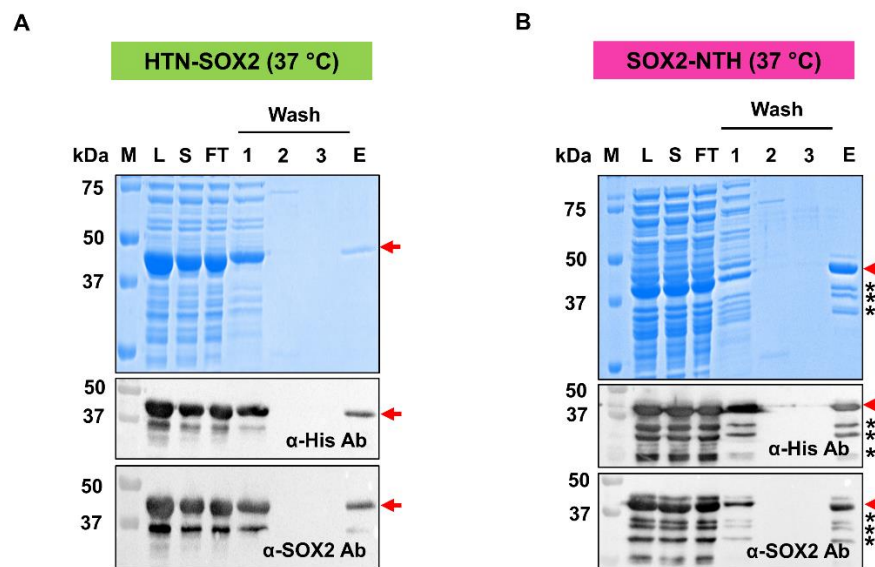 A
HTN-SOX2 (37 °C)
Wash
kDa M L S FT 1 2 3 E
75
50
37
50
37
α-His Ab
50
37
α-SOX2 Ab
B
SOX2-NTH (37 °C)
Wash
kDa M L S FT 1 2 3 E
75
50
37
*
*
*
50
37
*
*
*
α-His Ab
50
37
*
*
*
α-SOX2 Ab